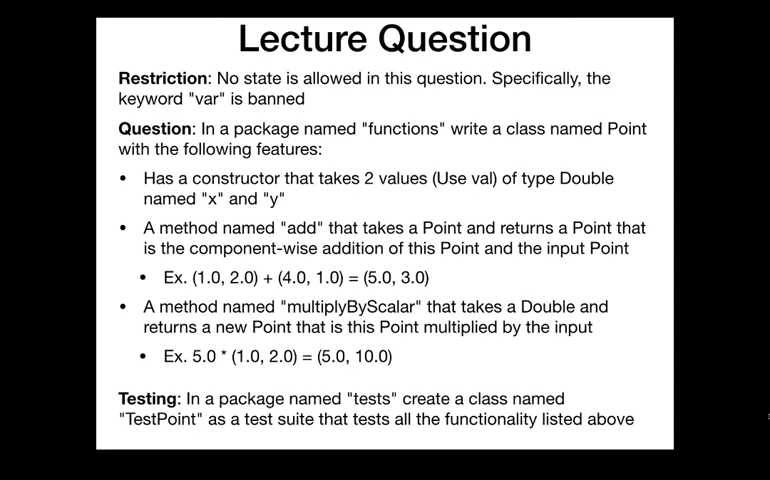 Lecture Question
Restriction: No state is allowed in this question. Specifically, the
keyword "var" is banned
Question: In a package named "functions" write a class named Point
with the following features:
• Has a constructor that takes 2 values (Use val) of type Double
named "x" and "y"
• A method named "add" that takes a Point and returns a Point that
is the component-wise addition of this Point and the input Point
• Ex. (1.0, 2.0) + (4.0, 1.0) = (5.0, 3.0)
• A method named "multiplyByScalar" that takes a Double and
returns a new Point that is this Point multiplied by the input
• Ex. 5.0 * (1.0, 2.0) = (5.0, 10.0)
Testing: In a package named "tests" create a class named
"TestPoint" as a test suite that tests all the functionality listed above